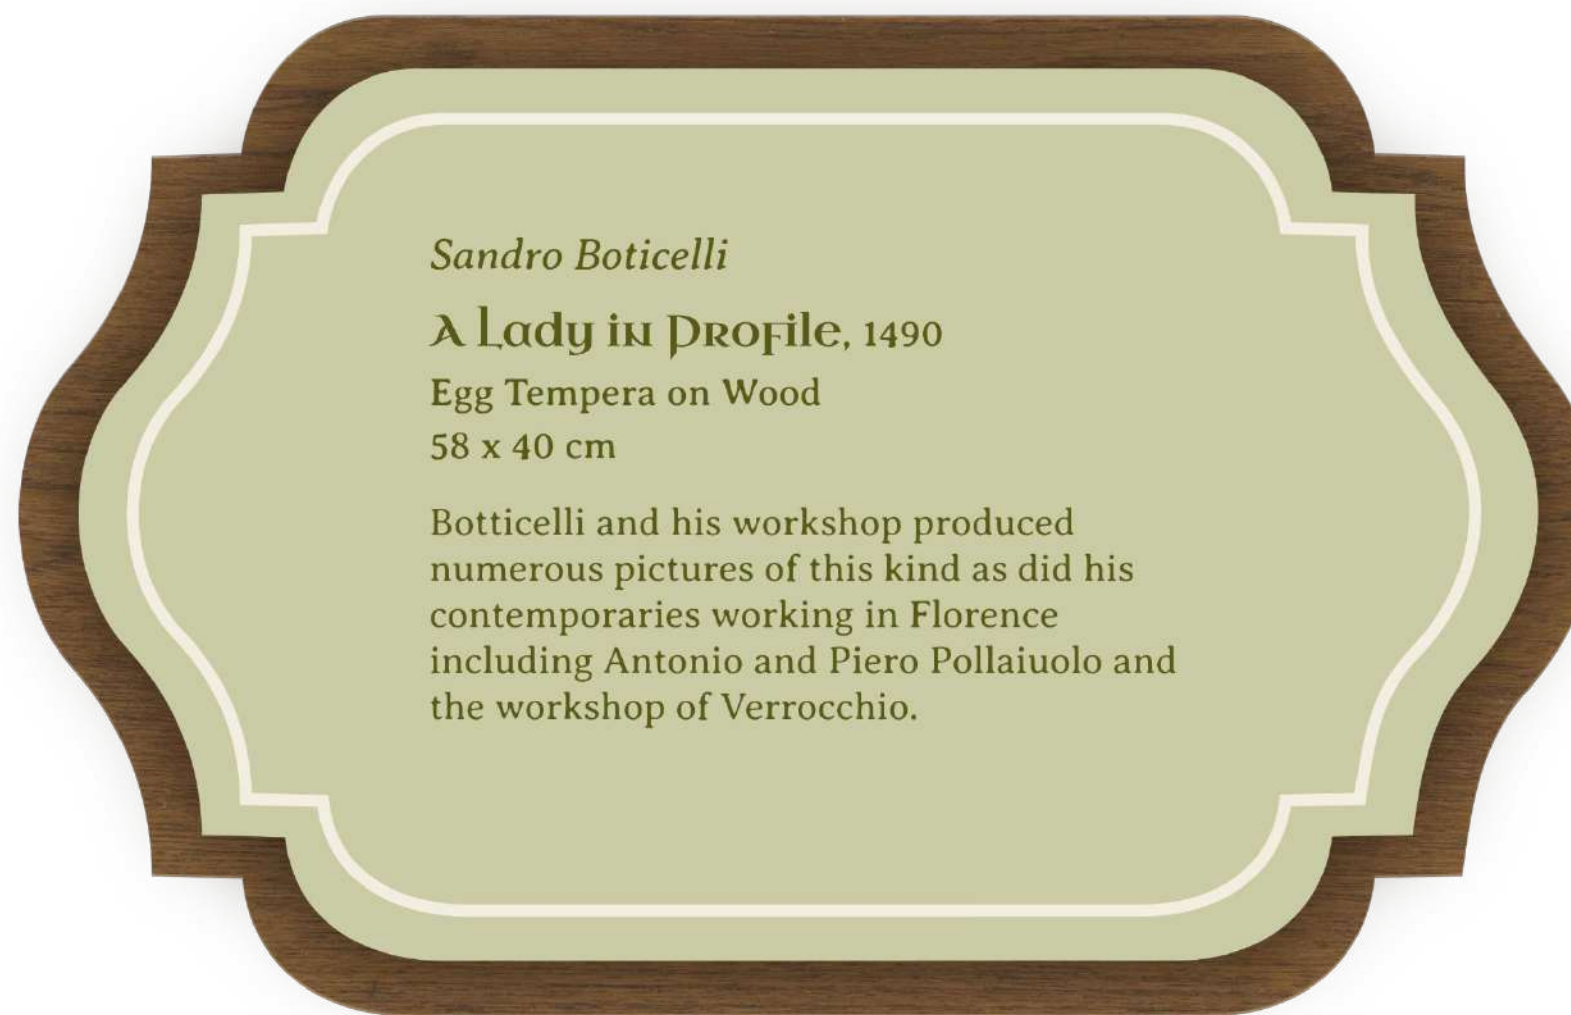 Sandro Boticelli
A Lady in Profile, 1490
Egg Tempera on Wood
58 x 40 cm
Botticelli and his workshop produced
numerous pictures of this kind as did his
contemporaries working in Florence
including Antonio and Piero Pollaiuolo and
the workshop of Verrocchio.